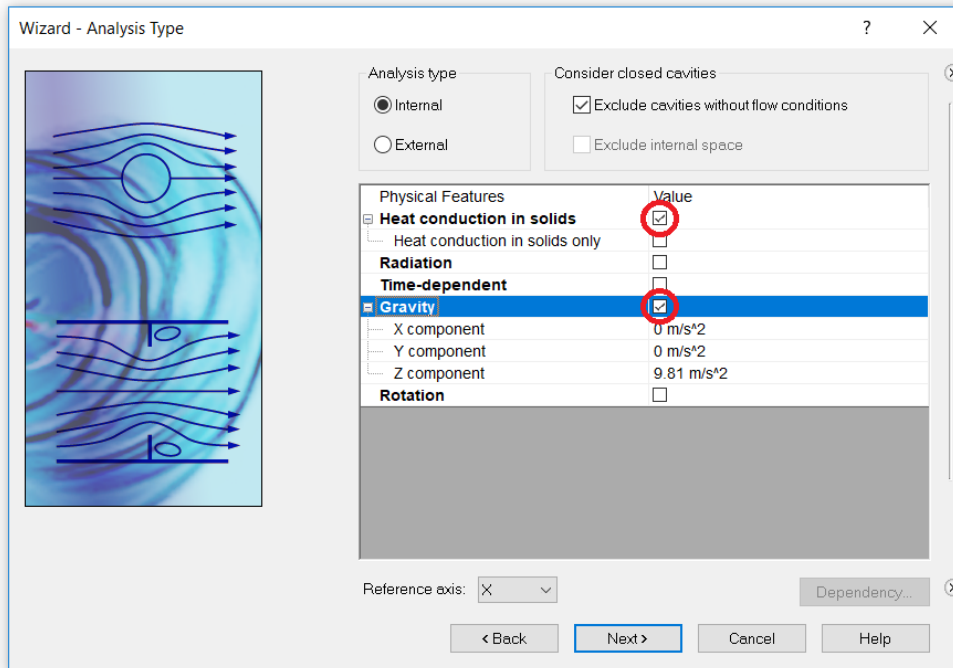 Wizard - Analysis Type
?
Analysis type
Internal
External
Consider closed cavities
Exclude cavities without flow conditions
Exclude internal space
Physical Features Value
Heat conduction in solids
Heat conduction in solids only
Radiation
Time-dependent
Gravity
X component 0 m/s^2
Y component 0 m/s^2
Z component 9.81 m/s^2
Rotation
Reference axis: X
Dependency...
< Back Next > Cancel Help